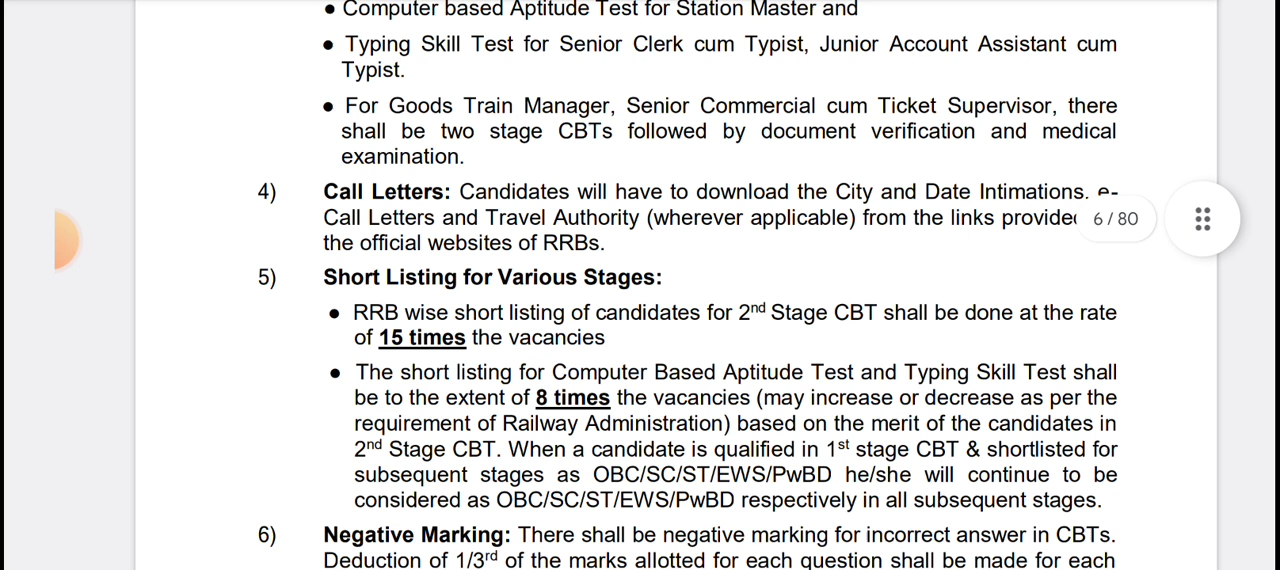 ● Computer based Aptitude Test for Station Master and
● Typing Skill Test for Senior Clerk cum Typist, Junior Account Assistant cum
Typist.
● For Goods Train Manager, Senior Commercial cum Ticket Supervisor, there
shall be two stage CBTs followed by document verification and medical
examination.
4) Call Letters: Candidates will have to download the City and Date Intimations. e-
Call Letters and Travel Authority (wherever applicable) from the links
6 / 80
the official websites of RRBs.
5) Short Listing for Various Stages:
● RRB wise short listing of candidates for 2nd Stage CBT shall be done at the rate
of 15 times the vacancies
● The short listing for Computer Based Aptitude Test and Typing Skill Test shall
be to the extent of 8 times the vacancies (may increase or decrease as per the
requirement of Railway Administration) based on the merit of the candidates in
2nd Stage CBT. When a candidate is qualified in 1st stage CBT & shortlisted for
subsequent stages as OBC/SC/ST/EWS/PwBD he/she will continue to be
considered as OBC/SC/ST/EWS/PwBD respectively in all subsequent stages.
6) Negative Marking: There shall be negative marking for incorrect answer in CBTs.
Deduction of 1/3rd of the marks allotted for each question shall be made for each